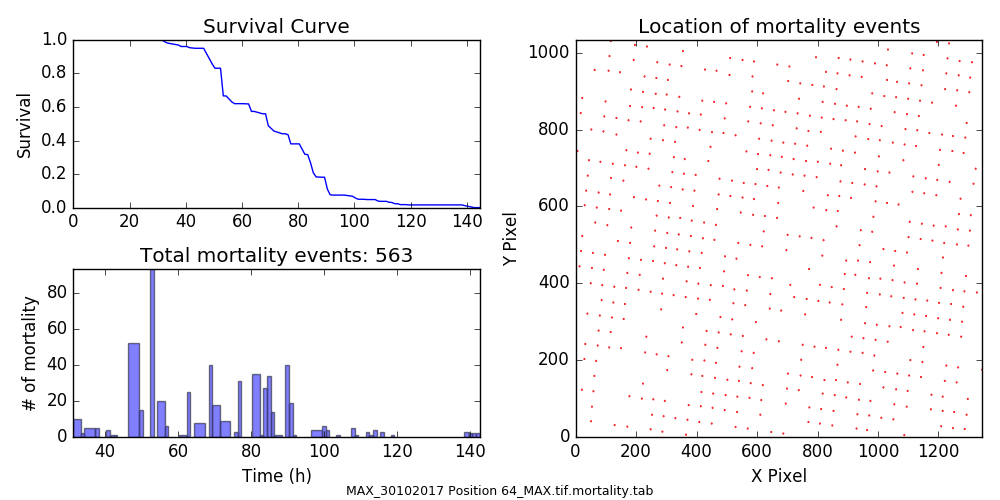 Survival Curve
1.0
0.8
0.6
0.4
0.2
0.0
Survival
0 20 40 60 80 100 120 140
Total mortality events: 563
80
60
40
20
0
# of mortality
40 60 80 100 120 140
Time (h)
Location of mortality events
1000
800
600
400
200
0
Y Pixel
0 200 400 600 800 1000 1200
X Pixel
MAX_30102017 Position 64_MAX.tif.mortality.tab